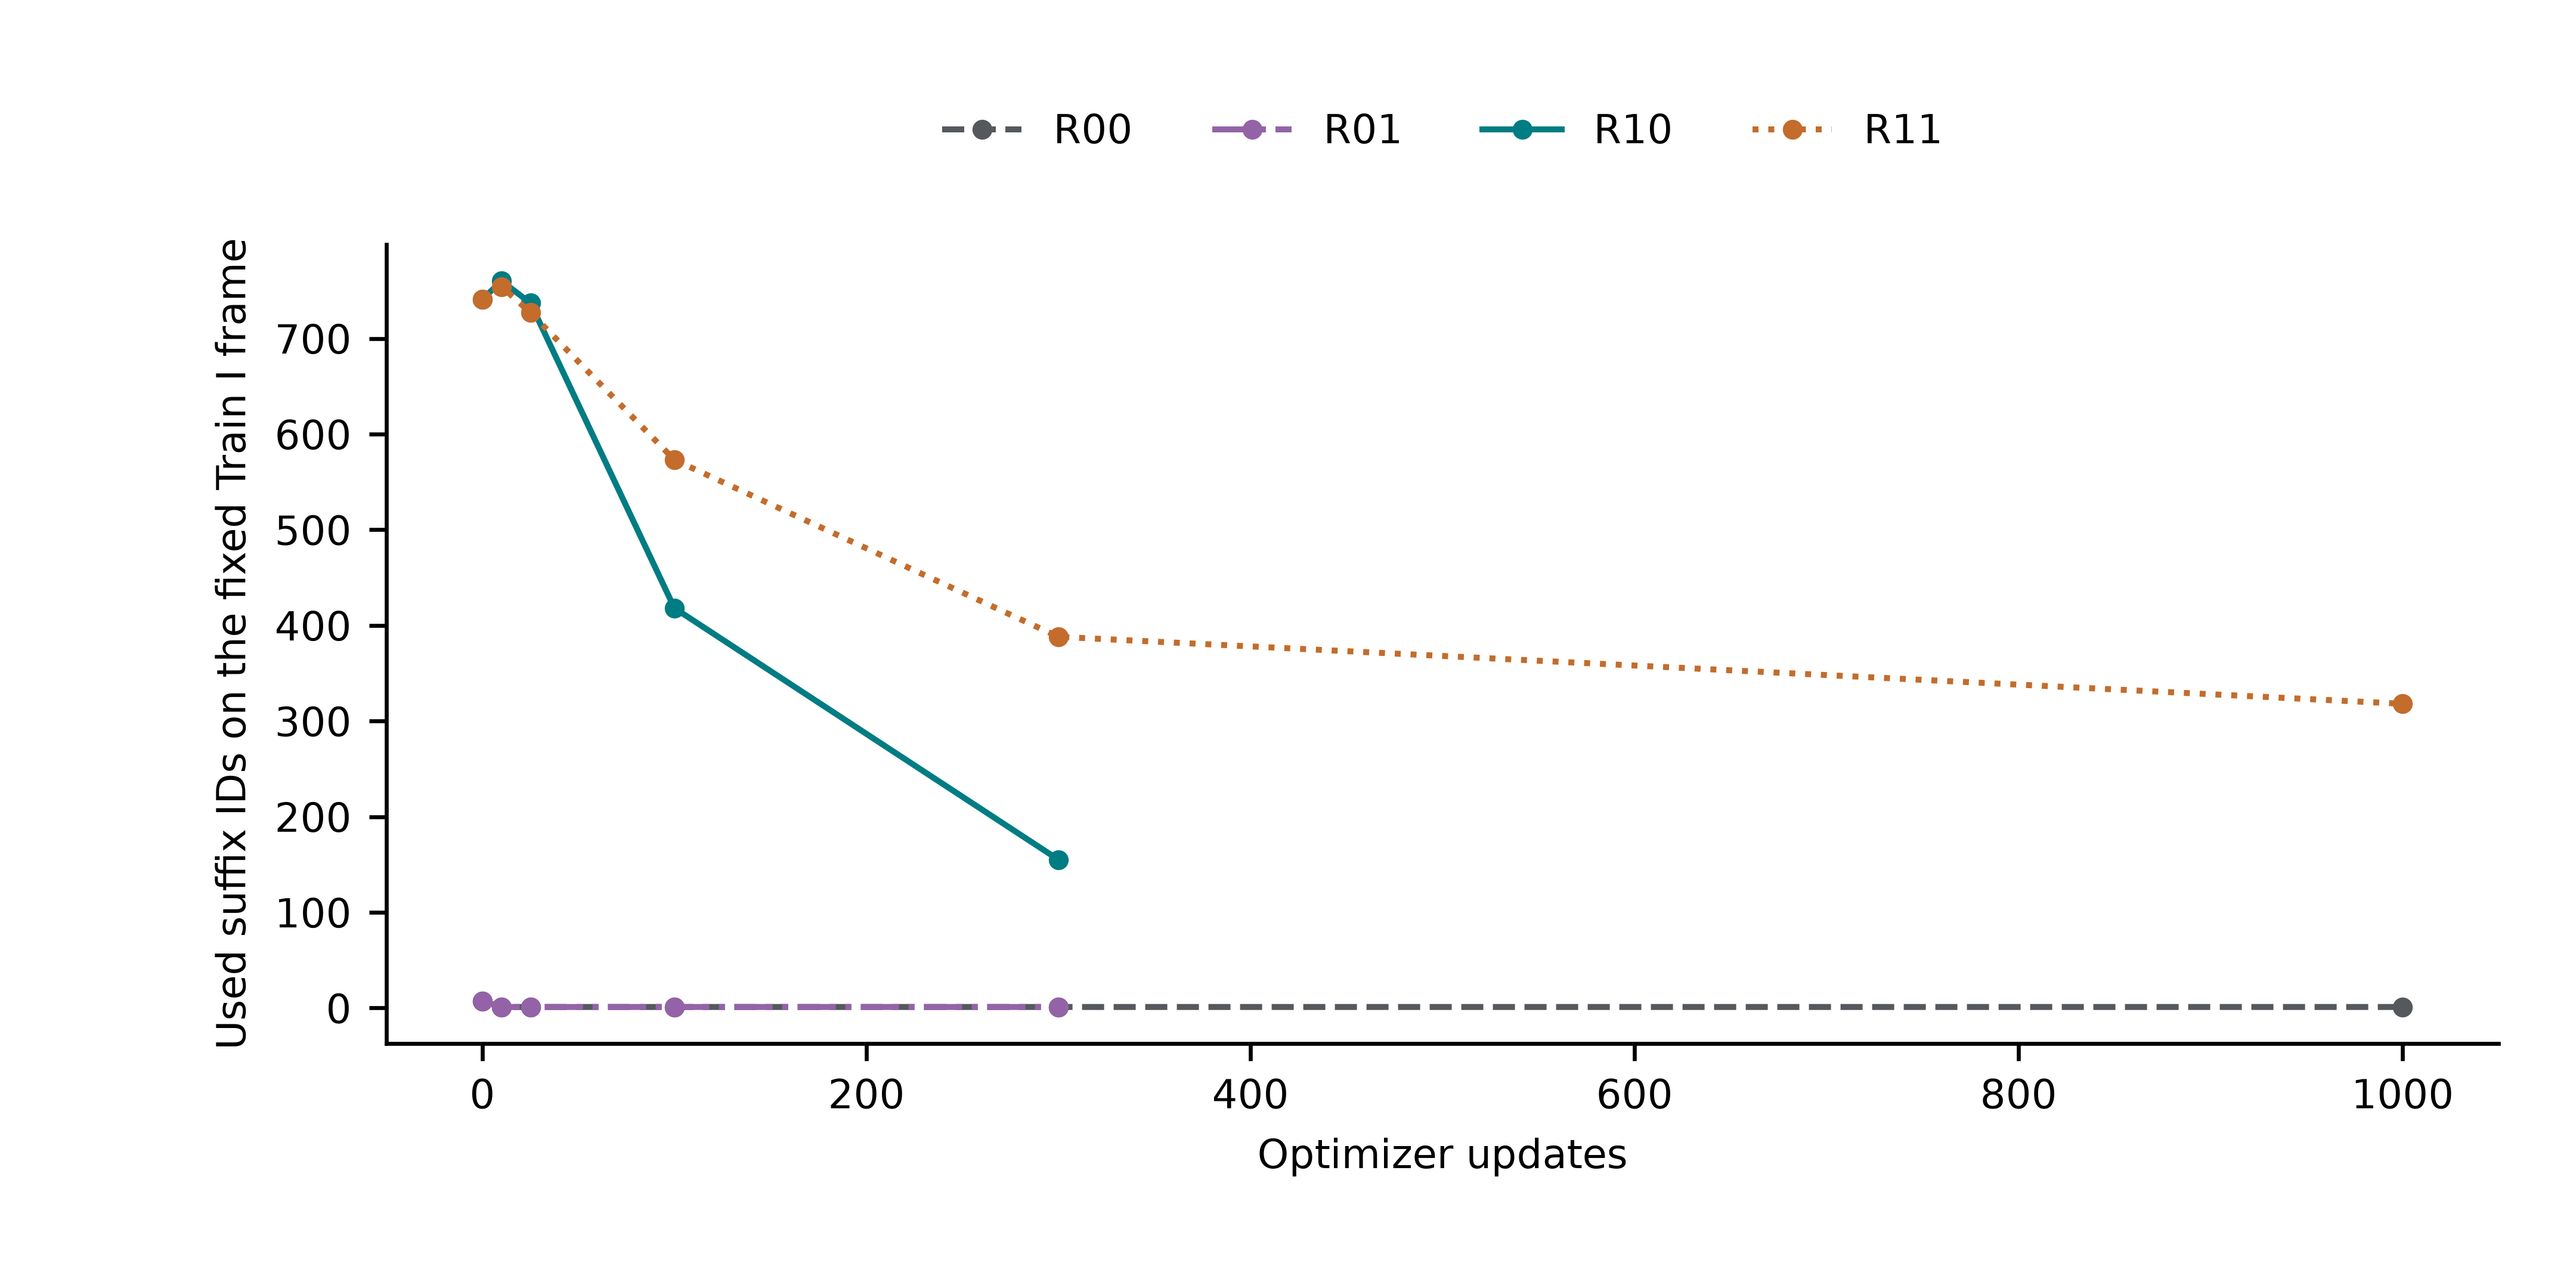 R00 R01 R10 R11
Used suffix IDs on the fixed Train I frame
700
600
500
400
300
200
100
0
0 200 400 600 800 1000
Optimizer updates